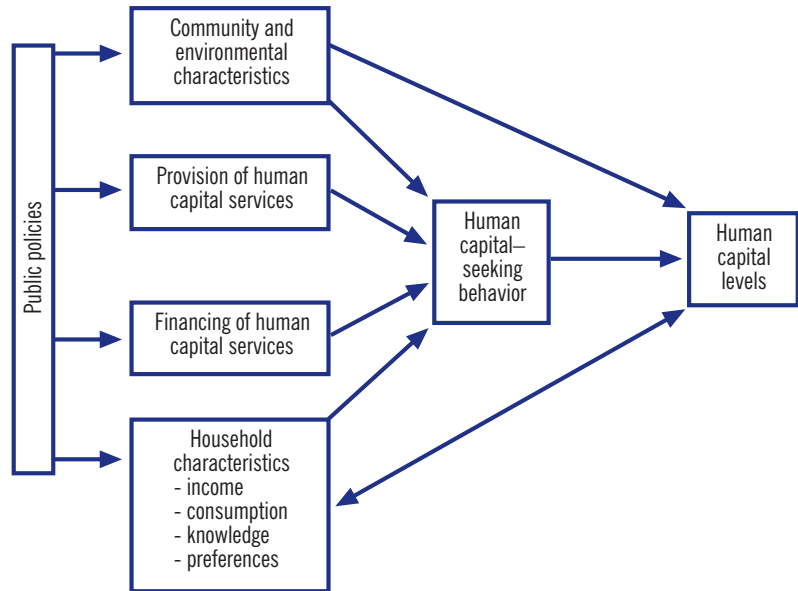 Public policies
Community and
environmental
characteristics
Provision of human
capital services
Financing of human
capital services
Household
characteristics
- income
- consumption
- knowledge
- preferences
Human
capital–
seeking
behavior
Human
capital
levels